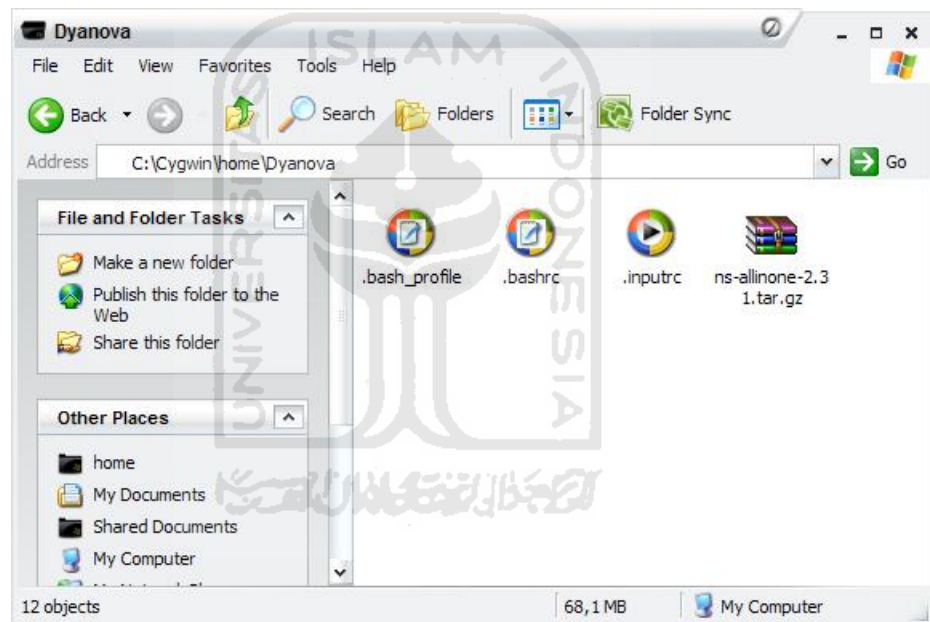 Dyanova
File Edit View Favorites Tools Help
Back Search Folders Folder Sync
Address C:\Cygwin\home\Dyanova Go
File and Folder Tasks
Make a new folder
Publish this folder to the
Web
Share this folder
Other Places
home
My Documents
Shared Documents
My Computer
.bash_profile .bashrc .inputrc ns-allinone-2.3
1.tar.gz
12 objects 68,1 MB My Computer
UNIVERSITAS ISLAM INDONESIA